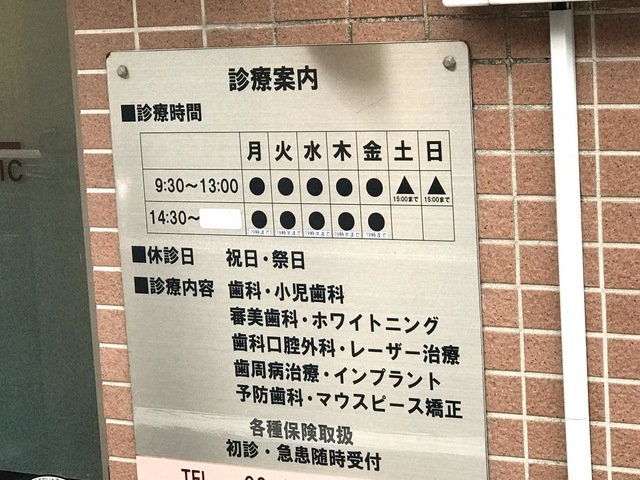 診療案内
■診療時間
月 火 水 木 金 土 日
9:30〜13:00 ● ● ● ● ● ▲ ▲
15:00まで 15:00まで
14:30〜 ● ● ● ● ●
■休診日 祝日・祭日
■診療内容 歯科・小児歯科
審美歯科・ホワイトニング
歯科口腔外科・レーザー治療
歯周病治療・インプラント
予防歯科・マウスピース矯正
各種保険取扱
初診・急患随時受付
TEL